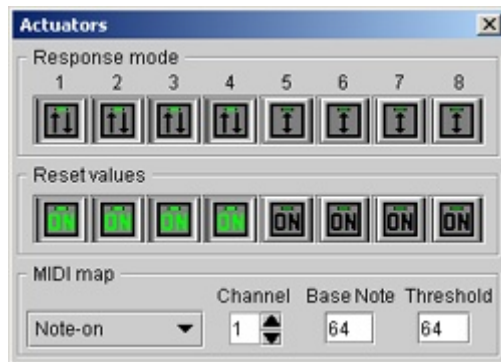 Actuators
Response mode
1 2 3 4 5 6 7 8
Reset values
ON ON ON ON ON ON ON ON
MIDI map
Channel Base Note Threshold
Note-on 1 64 64